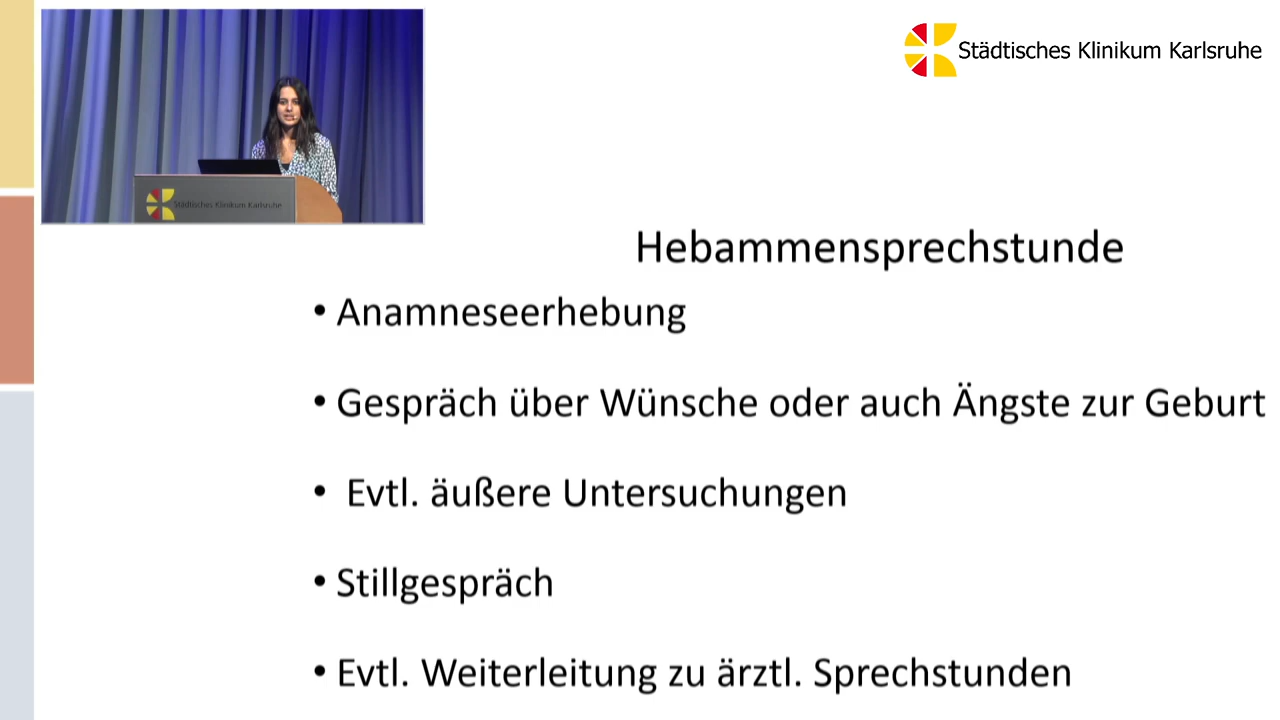 Städtisches Klinikum Karlsruhe
Städtisches Klinikum Karlsruhe
Hebammensprechstunde
• Anamneseerhebung
• Gespräch über Wünsche oder auch Ängste zur Geburt
• Evtl. äußere Untersuchungen
• Stillgespräch
• Evtl. Weiterleitung zu ärztl. Sprechstunden